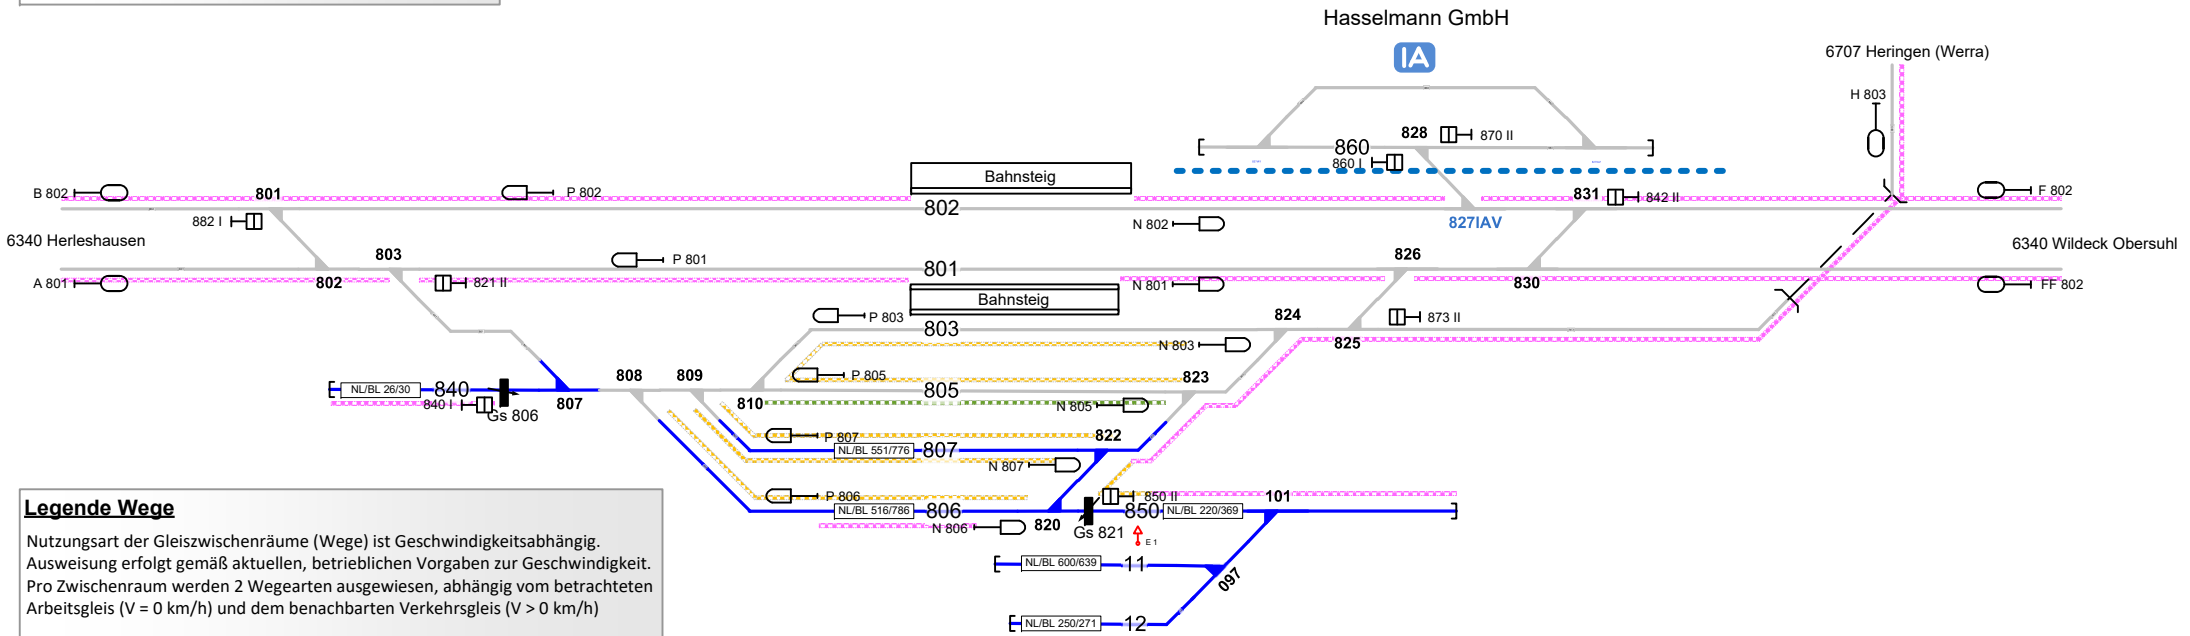 Hasselmann GmbH
IA
6707 Heringen (Werra)
H 803
828
870 II
860
860 I
Bahnsteig
B 802
801
P 802
831
842 II
F 802
882 I
802
N 802
827IAV
6340 Herleshausen
6340 Wildeck Obersuhl
803
P 801
801
826
A 801
802
821 II
N 801
830
FF 802
Bahnsteig
P 803
803
824
873 II
N 803
825
808
809
P 805
823
NL/BL 26/30
840
805
840 I
Gs 806
807
810
N 805
P 807
822
NL/BL 551/776
807
N 807
P 806
850 II
101
NL/BL 516/786
806
850
NL/BL 220/369
N 806
820
Gs 821
E 1
NL/BL 600/639
11
097
NL/BL 250/271
12
Legende Wege
Nutzungsart der Gleiszwischenräume (Wege) ist Geschwindigkeitsabhängig.
Ausweisung erfolgt gemäß aktuellen, betrieblichen Vorgaben zur Geschwindigkeit.
Pro Zwischenraum werden 2 Wegearten ausgewiesen, abhängig vom betrachteten
Arbeitsgleis (V = 0 km/h) und dem benachbarten Verkehrsgleis (V > 0 km/h)